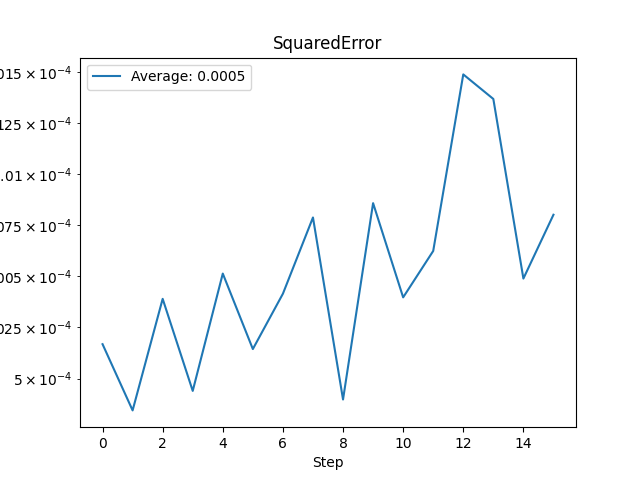 SquaredError
Average: 0.0005
015 × 10⁻⁴
125 × 10⁻⁴
.01 × 10⁻⁴
075 × 10⁻⁴
005 × 10⁻⁴
025 × 10⁻⁴
5 × 10⁻⁴
0 2 4 6 8 10 12 14
Step